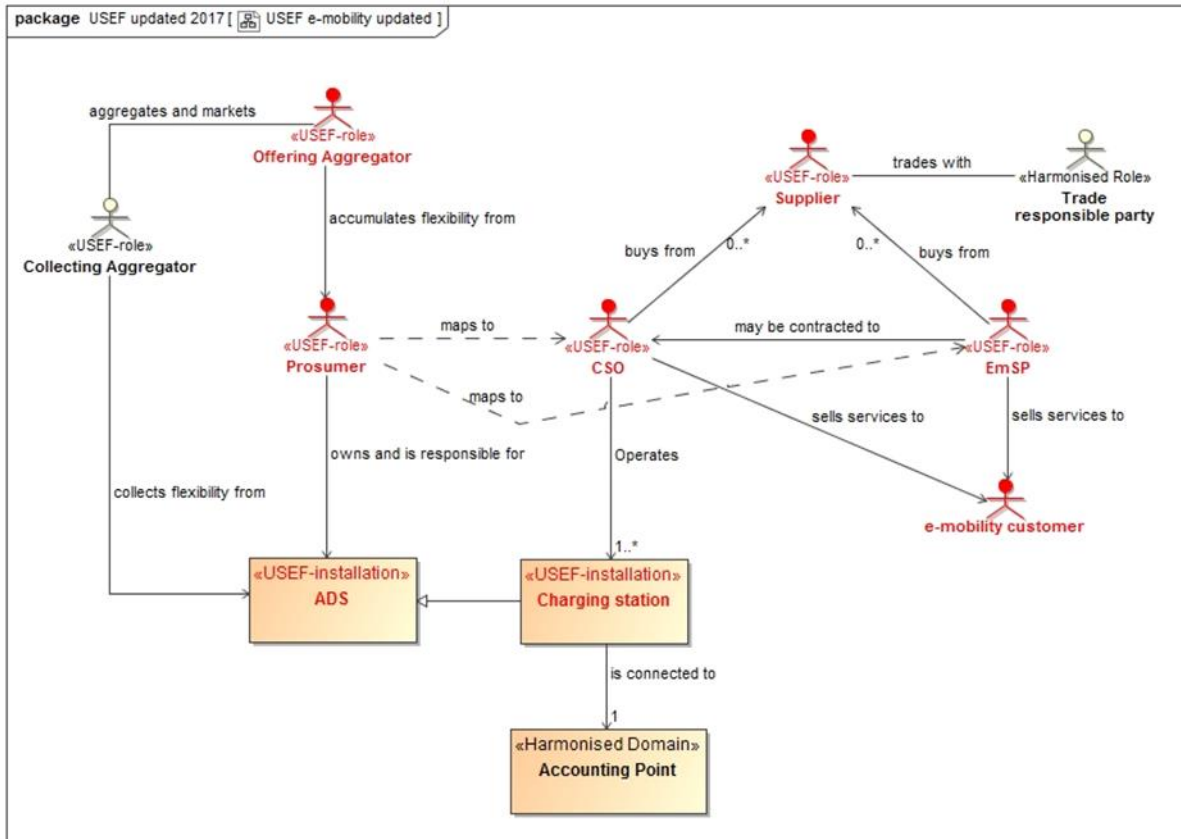 package USEF updated 2017 [ USEF e-mobility updated ]
aggregates and markets
«USEF-role»
Offering Aggregator
«USEF-role»
Supplier
trades with
«Harmonised Role»
Trade
responsible party
accumulates flexibility from
«USEF-role»
Collecting Aggregator
buys from
0..*
0..*
buys from
«USEF-role»
Prosumer
maps to
«USEF-role»
CSO
may be contracted to
«USEF-role»
EmSP
maps to
sells services to
sells services to
owns and is responsible for
Operates
collects flexibility from
e-mobility customer
1..*
«USEF-installation»
ADS
«USEF-installation»
Charging station
is connected to
1
«Harmonised Domain»
Accounting Point